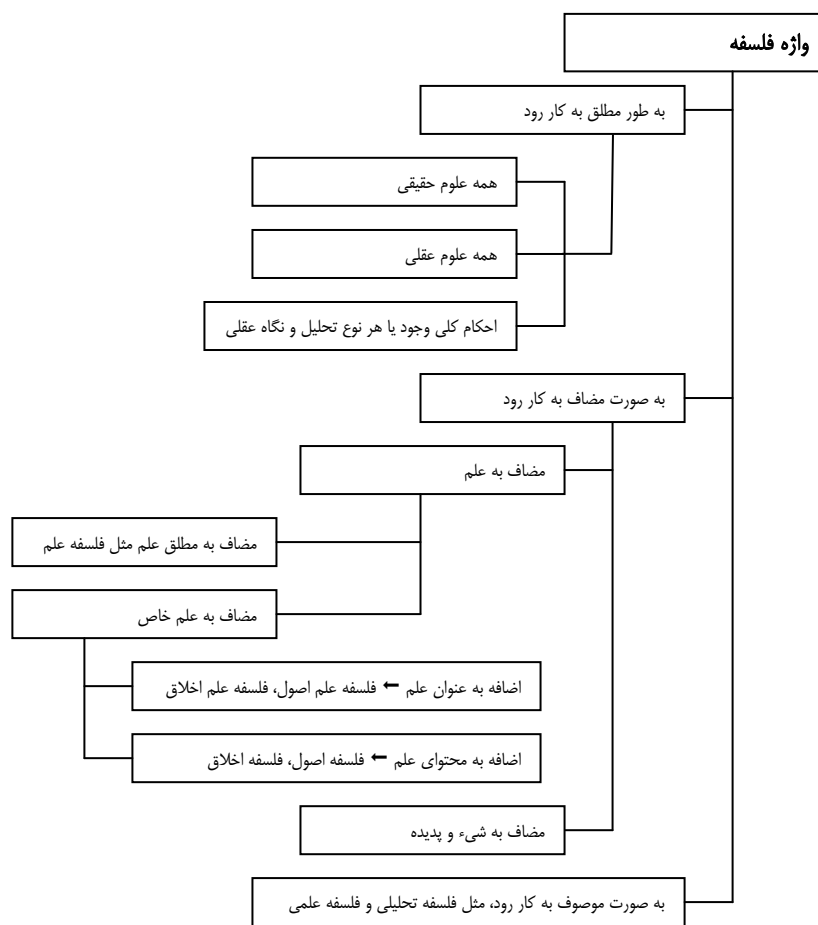 واژه فلسفه
به طور مطلق به کار رود
همه علوم حقیقی
همه علوم عقلی
احکام کلی وجود یا هر نوع تحلیل و نگاه عقلی
به صورت مضاف به کار رود
مضاف به علم
مضاف به مطلق علم مثل فلسفه علم
مضاف به علم خاص
اضافه به عنوان علم ← فلسفه علم اصول، فلسفه علم اخلاق
اضافه به محتوای علم ← فلسفه اصول، فلسفه اخلاق
مضاف به شیء و پدیده
به صورت موصوف به کار رود، مثل فلسفه تحلیلی و فلسفه علمی